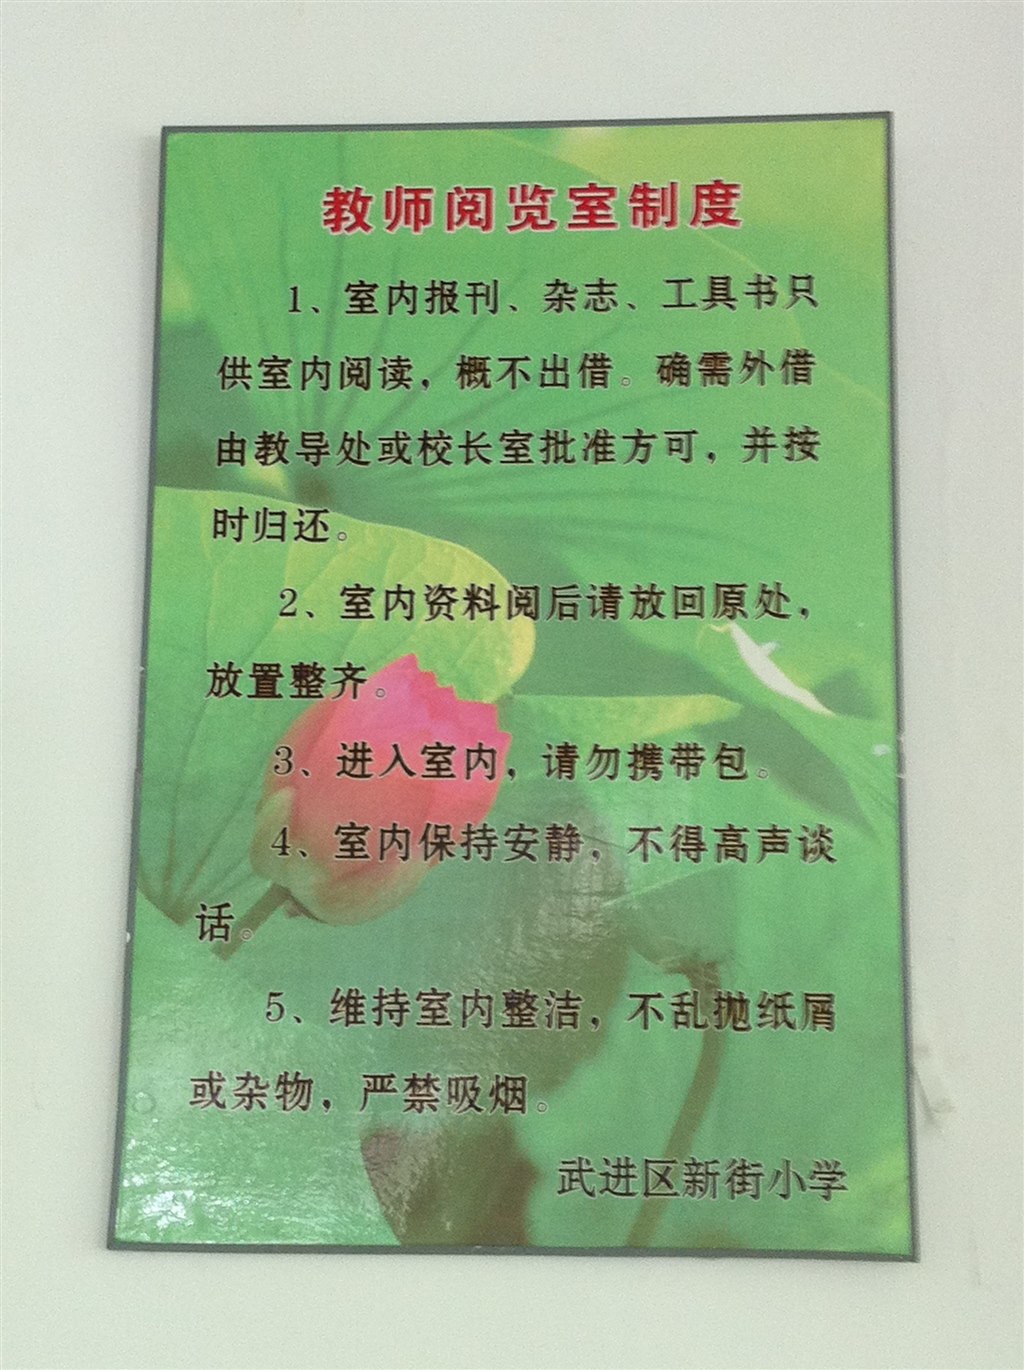 教师阅览室制度
1、室内报刊、杂志、工具书只
供室内阅读，概不出借。确需外借
由教导处或校长室批准方可，并按
时归还。
2、室内资料阅后请放回原处，
放置整齐。
3、进入室内，请勿携带包。
4、室内保持安静，不得高声谈
话。
5、维持室内整洁，不乱抛纸屑
或杂物，严禁吸烟。
武进区新街小学